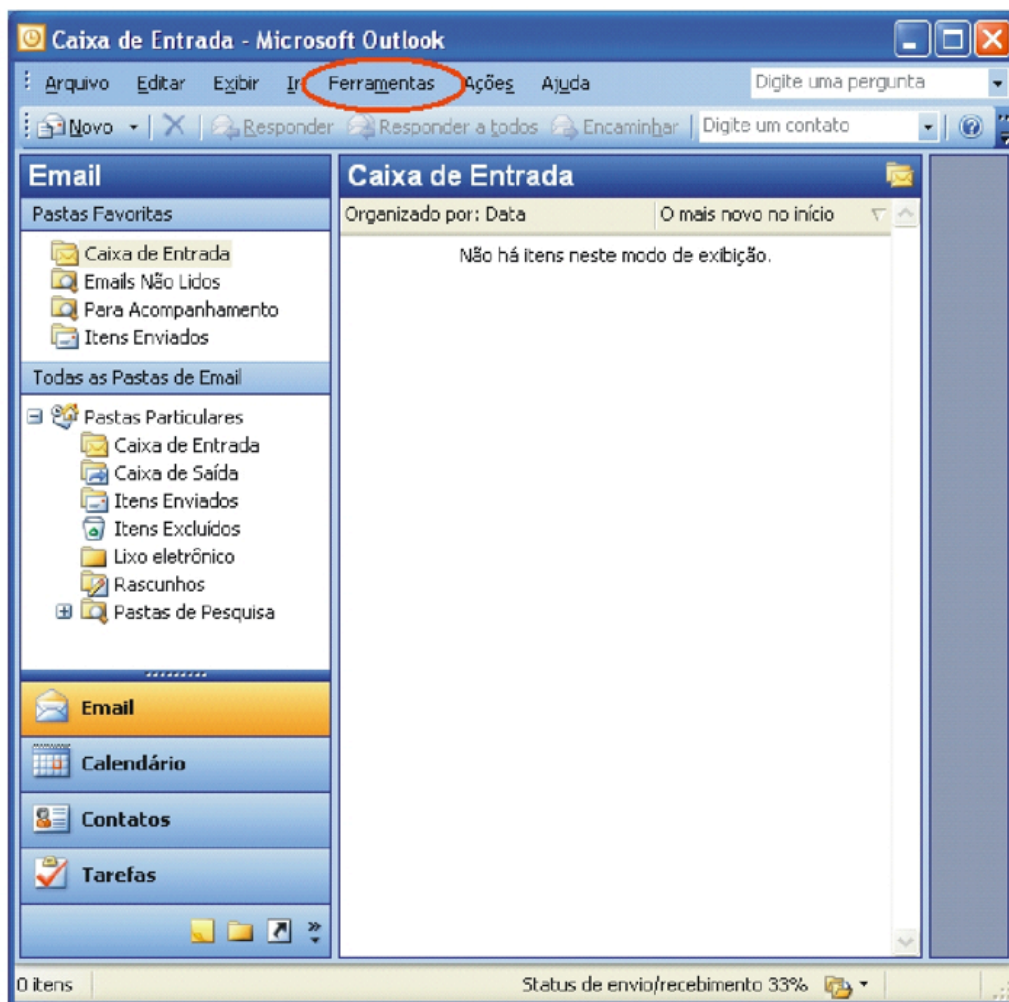 Caixa de Entrada - Microsoft Outlook
Arquivo Editar Exibir Ir Ferramentas Ações Ajuda Digite uma pergunta
Novo Responder Responder a todos Encaminhar Digite um contato
Email
Pastas Favoritas
Caixa de Entrada
Emails Não Lidos
Para Acompanhamento
Itens Enviados
Todas as Pastas de Email
Pastas Particulares
Caixa de Entrada
Caixa de Saída
Itens Enviados
Itens Excluídos
Lixo eletrônico
Rascunhos
Pastas de Pesquisa
Email
Calendário
Contatos
Tarefas
Caixa de Entrada
Organizado por: Data O mais novo no início
Não há itens neste modo de exibição.
0 itens Status de envio/recebimento 33%